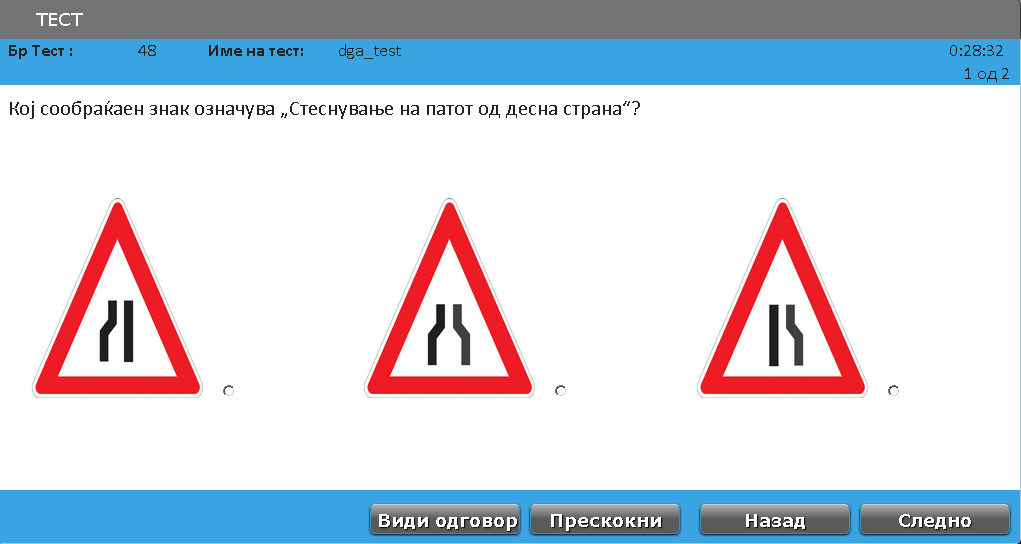 ТЕСТ
Бр Тест : 48 Име на тест: dga_test 0:28:32
1 од 2
Кој сообраќаен знак означува „Стеснување на патот од десна страна“?
Види одговор Прескокни Назад Следно